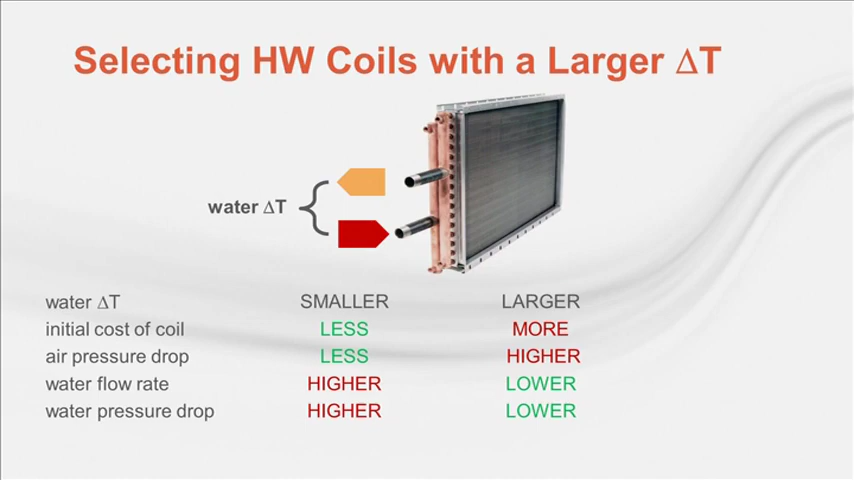 Selecting HW Coils with a Larger ΔT
water ΔT
water ΔT SMALLER LARGER
initial cost of coil LESS MORE
air pressure drop LESS HIGHER
water flow rate HIGHER LOWER
water pressure drop HIGHER LOWER